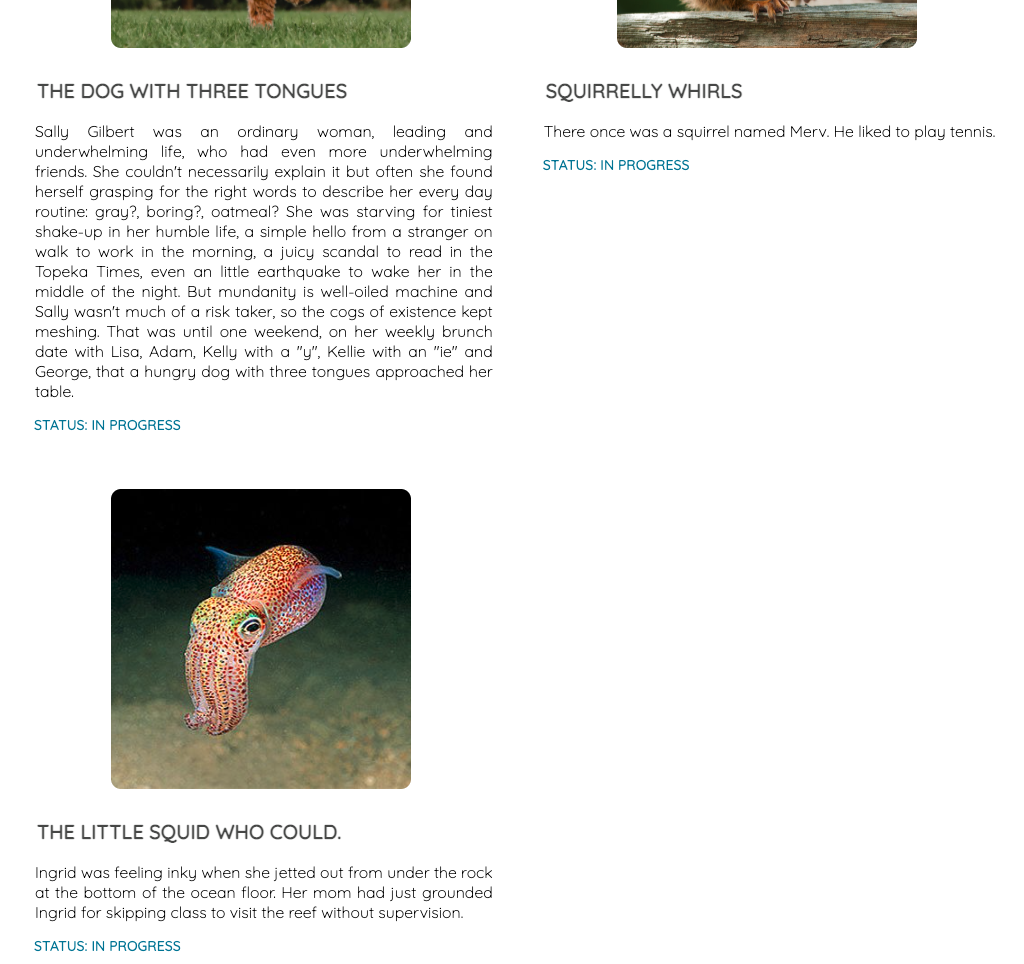 THE DOG WITH THREE TONGUES
Sally Gilbert was an ordinary woman, leading and
underwhelming life, who had even more underwhelming
friends. She couldn't necessarily explain it but often she found
herself grasping for the right words to describe her every day
routine: gray?, boring?, oatmeal? She was starving for tiniest
shake-up in her humble life, a simple hello from a stranger on
walk to work in the morning, a juicy scandal to read in the
Topeka Times, even an little earthquake to wake her in the
middle of the night. But mundanity is well-oiled machine and
Sally wasn't much of a risk taker, so the cogs of existence kept
meshing. That was until one weekend, on her weekly brunch
date with Lisa, Adam, Kelly with a "y", Kellie with an "ie" and
George, that a hungry dog with three tongues approached her
table.
STATUS: IN PROGRESS
SQUIRRELLY WHIRLS
There once was a squirrel named Merv. He liked to play tennis.
STATUS: IN PROGRESS
THE LITTLE SQUID WHO COULD.
Ingrid was feeling inky when she jetted out from under the rock
at the bottom of the ocean floor. Her mom had just grounded
Ingrid for skipping class to visit the reef without supervision.
STATUS: IN PROGRESS